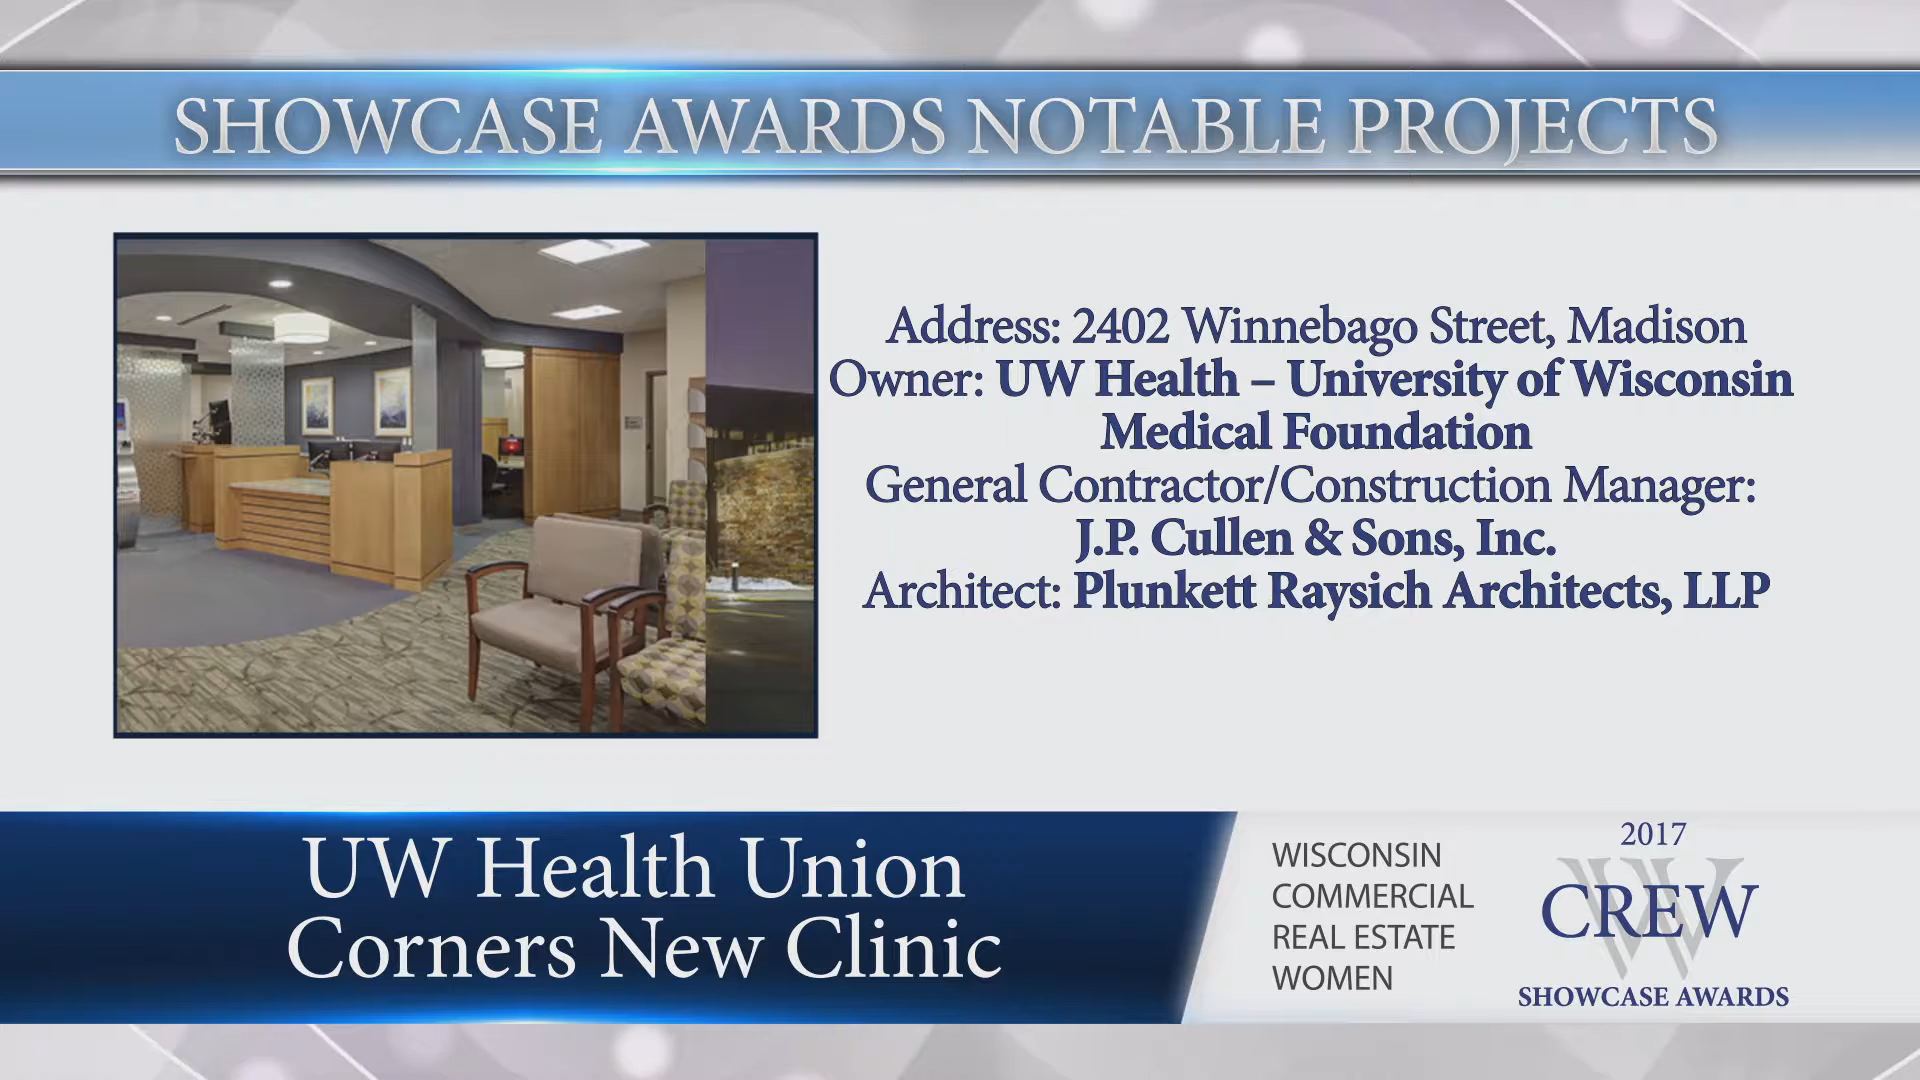 SHOWCASE AWARDS NOTABLE PROJECTS
Address: 2402 Winnebago Street, Madison
Owner: UW Health – University of Wisconsin
Medical Foundation
General Contractor/Construction Manager:
J.P. Cullen & Sons, Inc.
Architect: Plunkett Raysich Architects, LLP
UW Health Union
Corners New Clinic
WISCONSIN
COMMERCIAL
REAL ESTATE
WOMEN
2017
CREW
SHOWCASE AWARDS